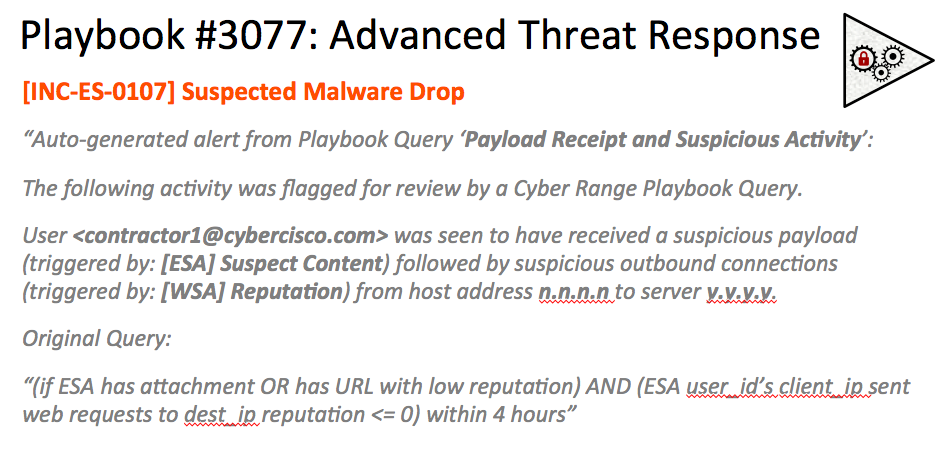 Playbook #3077: Advanced Threat Response
[INC-ES-0107] Suspected Malware Drop
“Auto-generated alert from Playbook Query ‘Payload Receipt and Suspicious Activity’:
The following activity was flagged for review by a Cyber Range Playbook Query.
User <contractor1@cybercisco.com> was seen to have received a suspicious payload
(triggered by: [ESA] Suspect Content) followed by suspicious outbound connections
(triggered by: [WSA] Reputation) from host address n.n.n.n to server y.y.y.y.
Original Query:
“(if ESA has attachment OR has URL with low reputation) AND (ESA user_id’s client_ip sent
web requests to dest_ip reputation <= 0) within 4 hours”